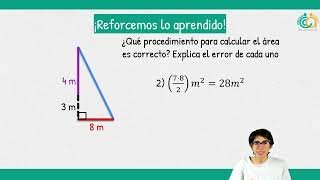 ¡Reforcemos lo aprendido!
¿Qué procedimiento para calcular el área
es correcto? Explica el error de cada uno
4 m
2) (7·8/2) m² = 28m²
3 m
8 m